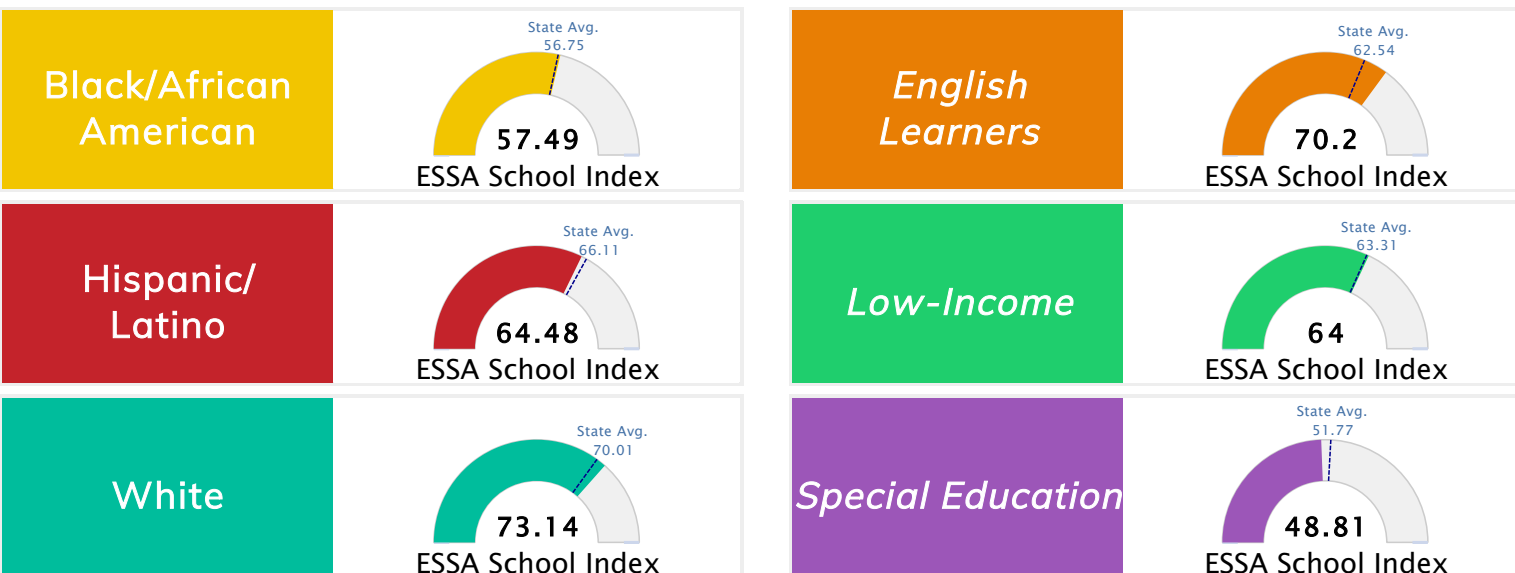 Black/African
American
State Avg.
56.75
57.49
ESSA School Index
English
Learners
State Avg.
62.54
70.2
ESSA School Index
Hispanic/
Latino
State Avg.
66.11
64.48
ESSA School Index
Low-Income
State Avg.
63.31
64
ESSA School Index
White
State Avg.
70.01
73.14
ESSA School Index
Special Education
State Avg.
51.77
48.81
ESSA School Index